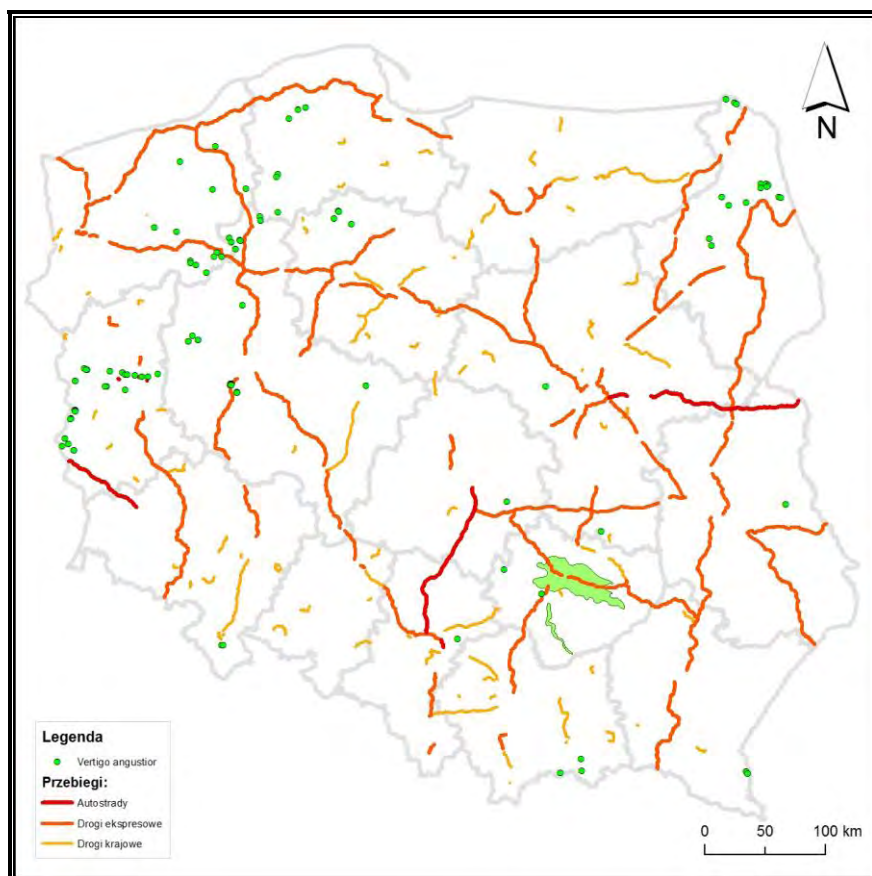 N
Legenda
Vertigo angustior
Przebiegi:
Autostrady
Drogi ekspresowe
Drogi krajowe
0 50 100 km